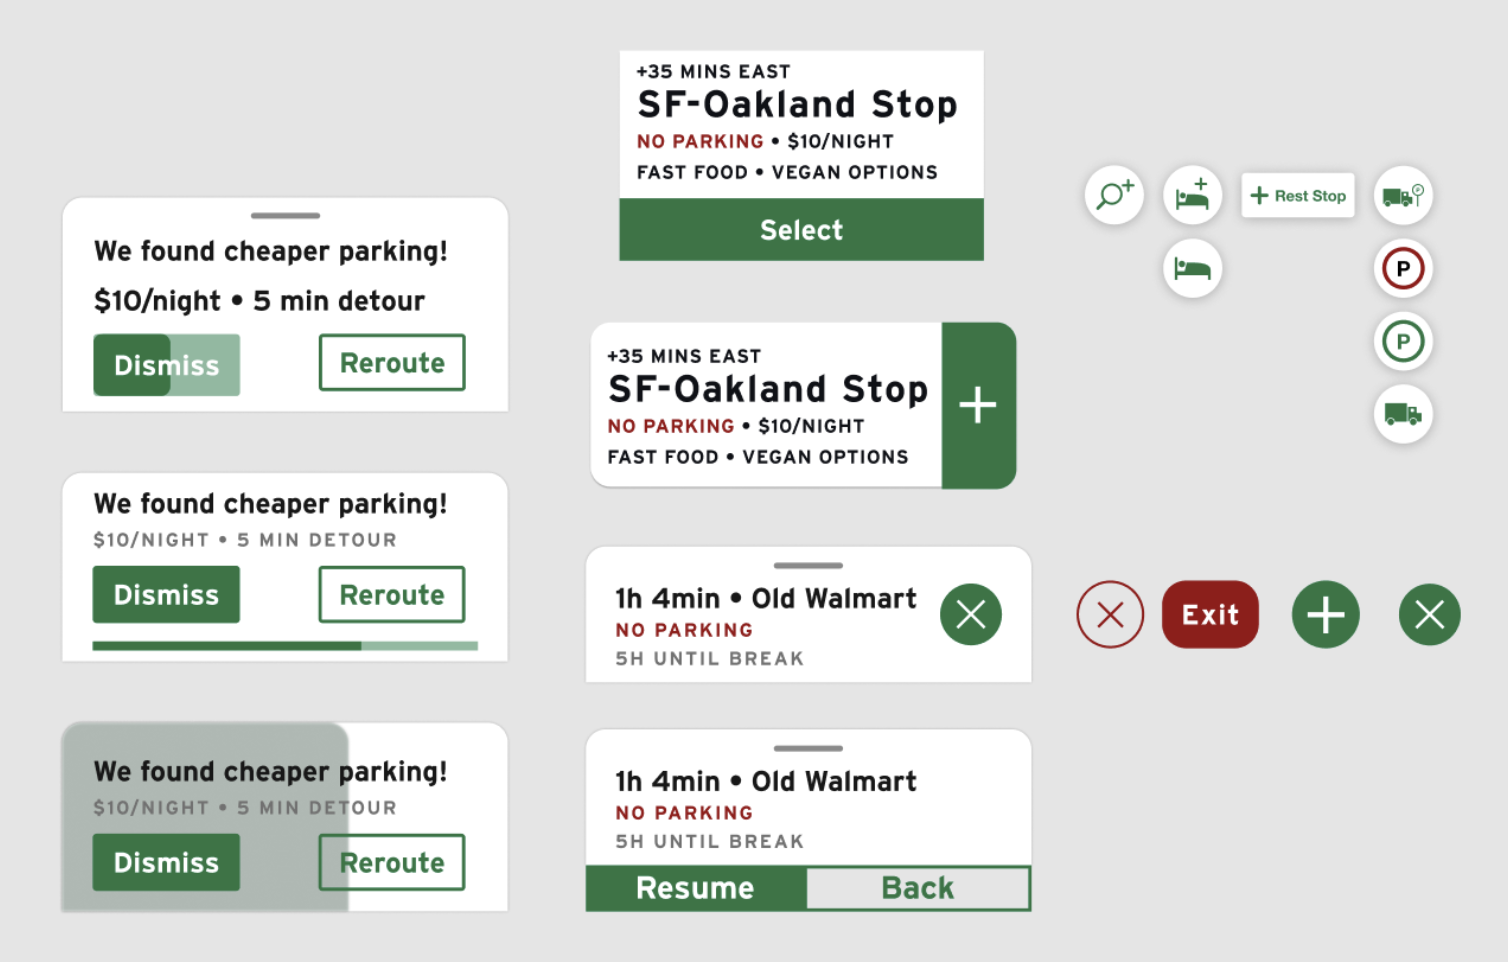 We found cheaper parking!
$10/night • 5 min detour
Dismiss
Reroute
We found cheaper parking!
$10/NIGHT • 5 MIN DETOUR
Dismiss
Reroute
We found cheaper parking!
$10/NIGHT • 5 MIN DETOUR
Dismiss
Reroute
+35 MINS EAST
SF-Oakland Stop
NO PARKING • $10/NIGHT
FAST FOOD • VEGAN OPTIONS
Select
+35 MINS EAST
SF-Oakland Stop
NO PARKING • $10/NIGHT
FAST FOOD • VEGAN OPTIONS
1h 4min • Old Walmart
NO PARKING
5H UNTIL BREAK
1h 4min • Old Walmart
NO PARKING
5H UNTIL BREAK
Resume
Back
+ Rest Stop
P
P
P
Exit